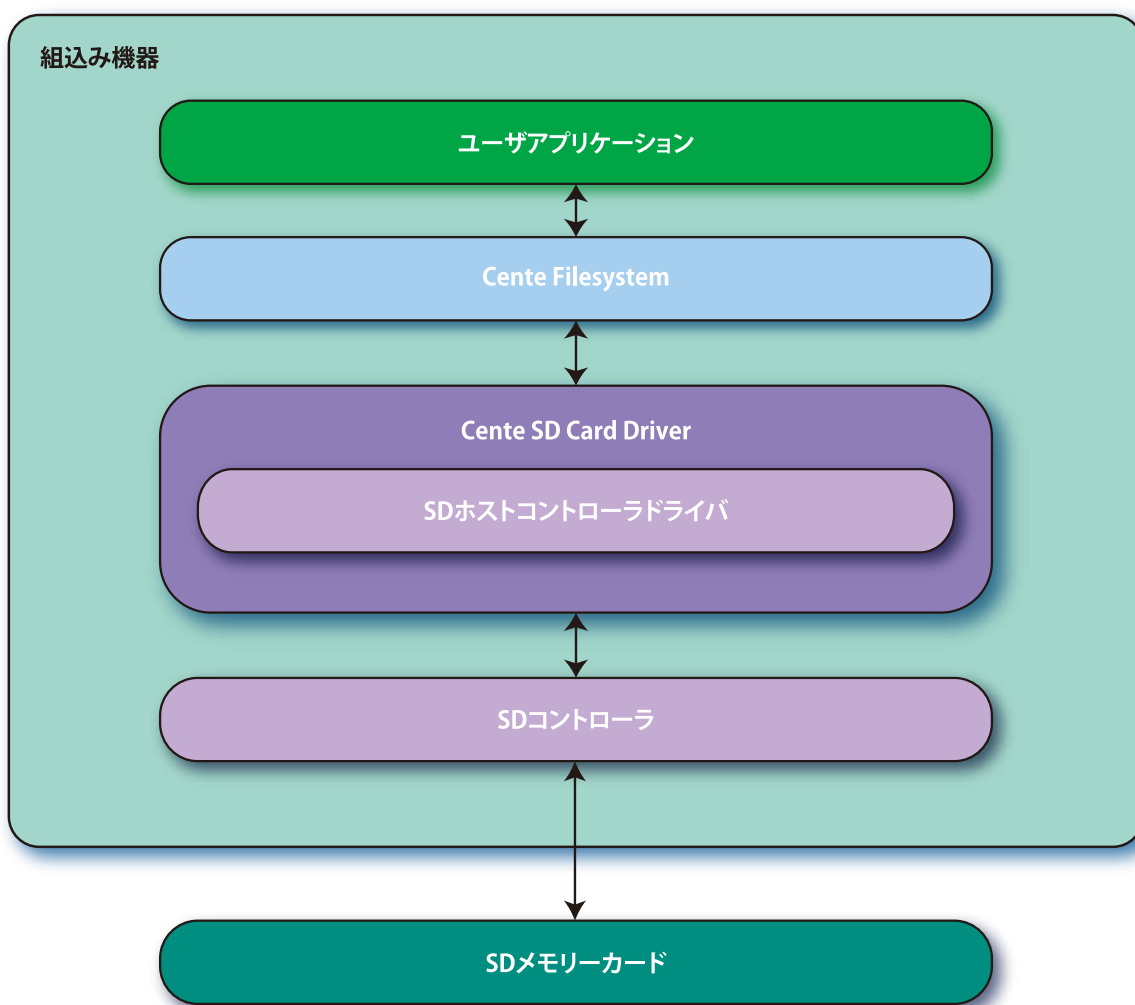 組込み機器
ユーザアプリケーション
Cente Filesystem
Cente SD Card Driver
SDホストコントローラドライバ
SDコントローラ
SDメモリーカード